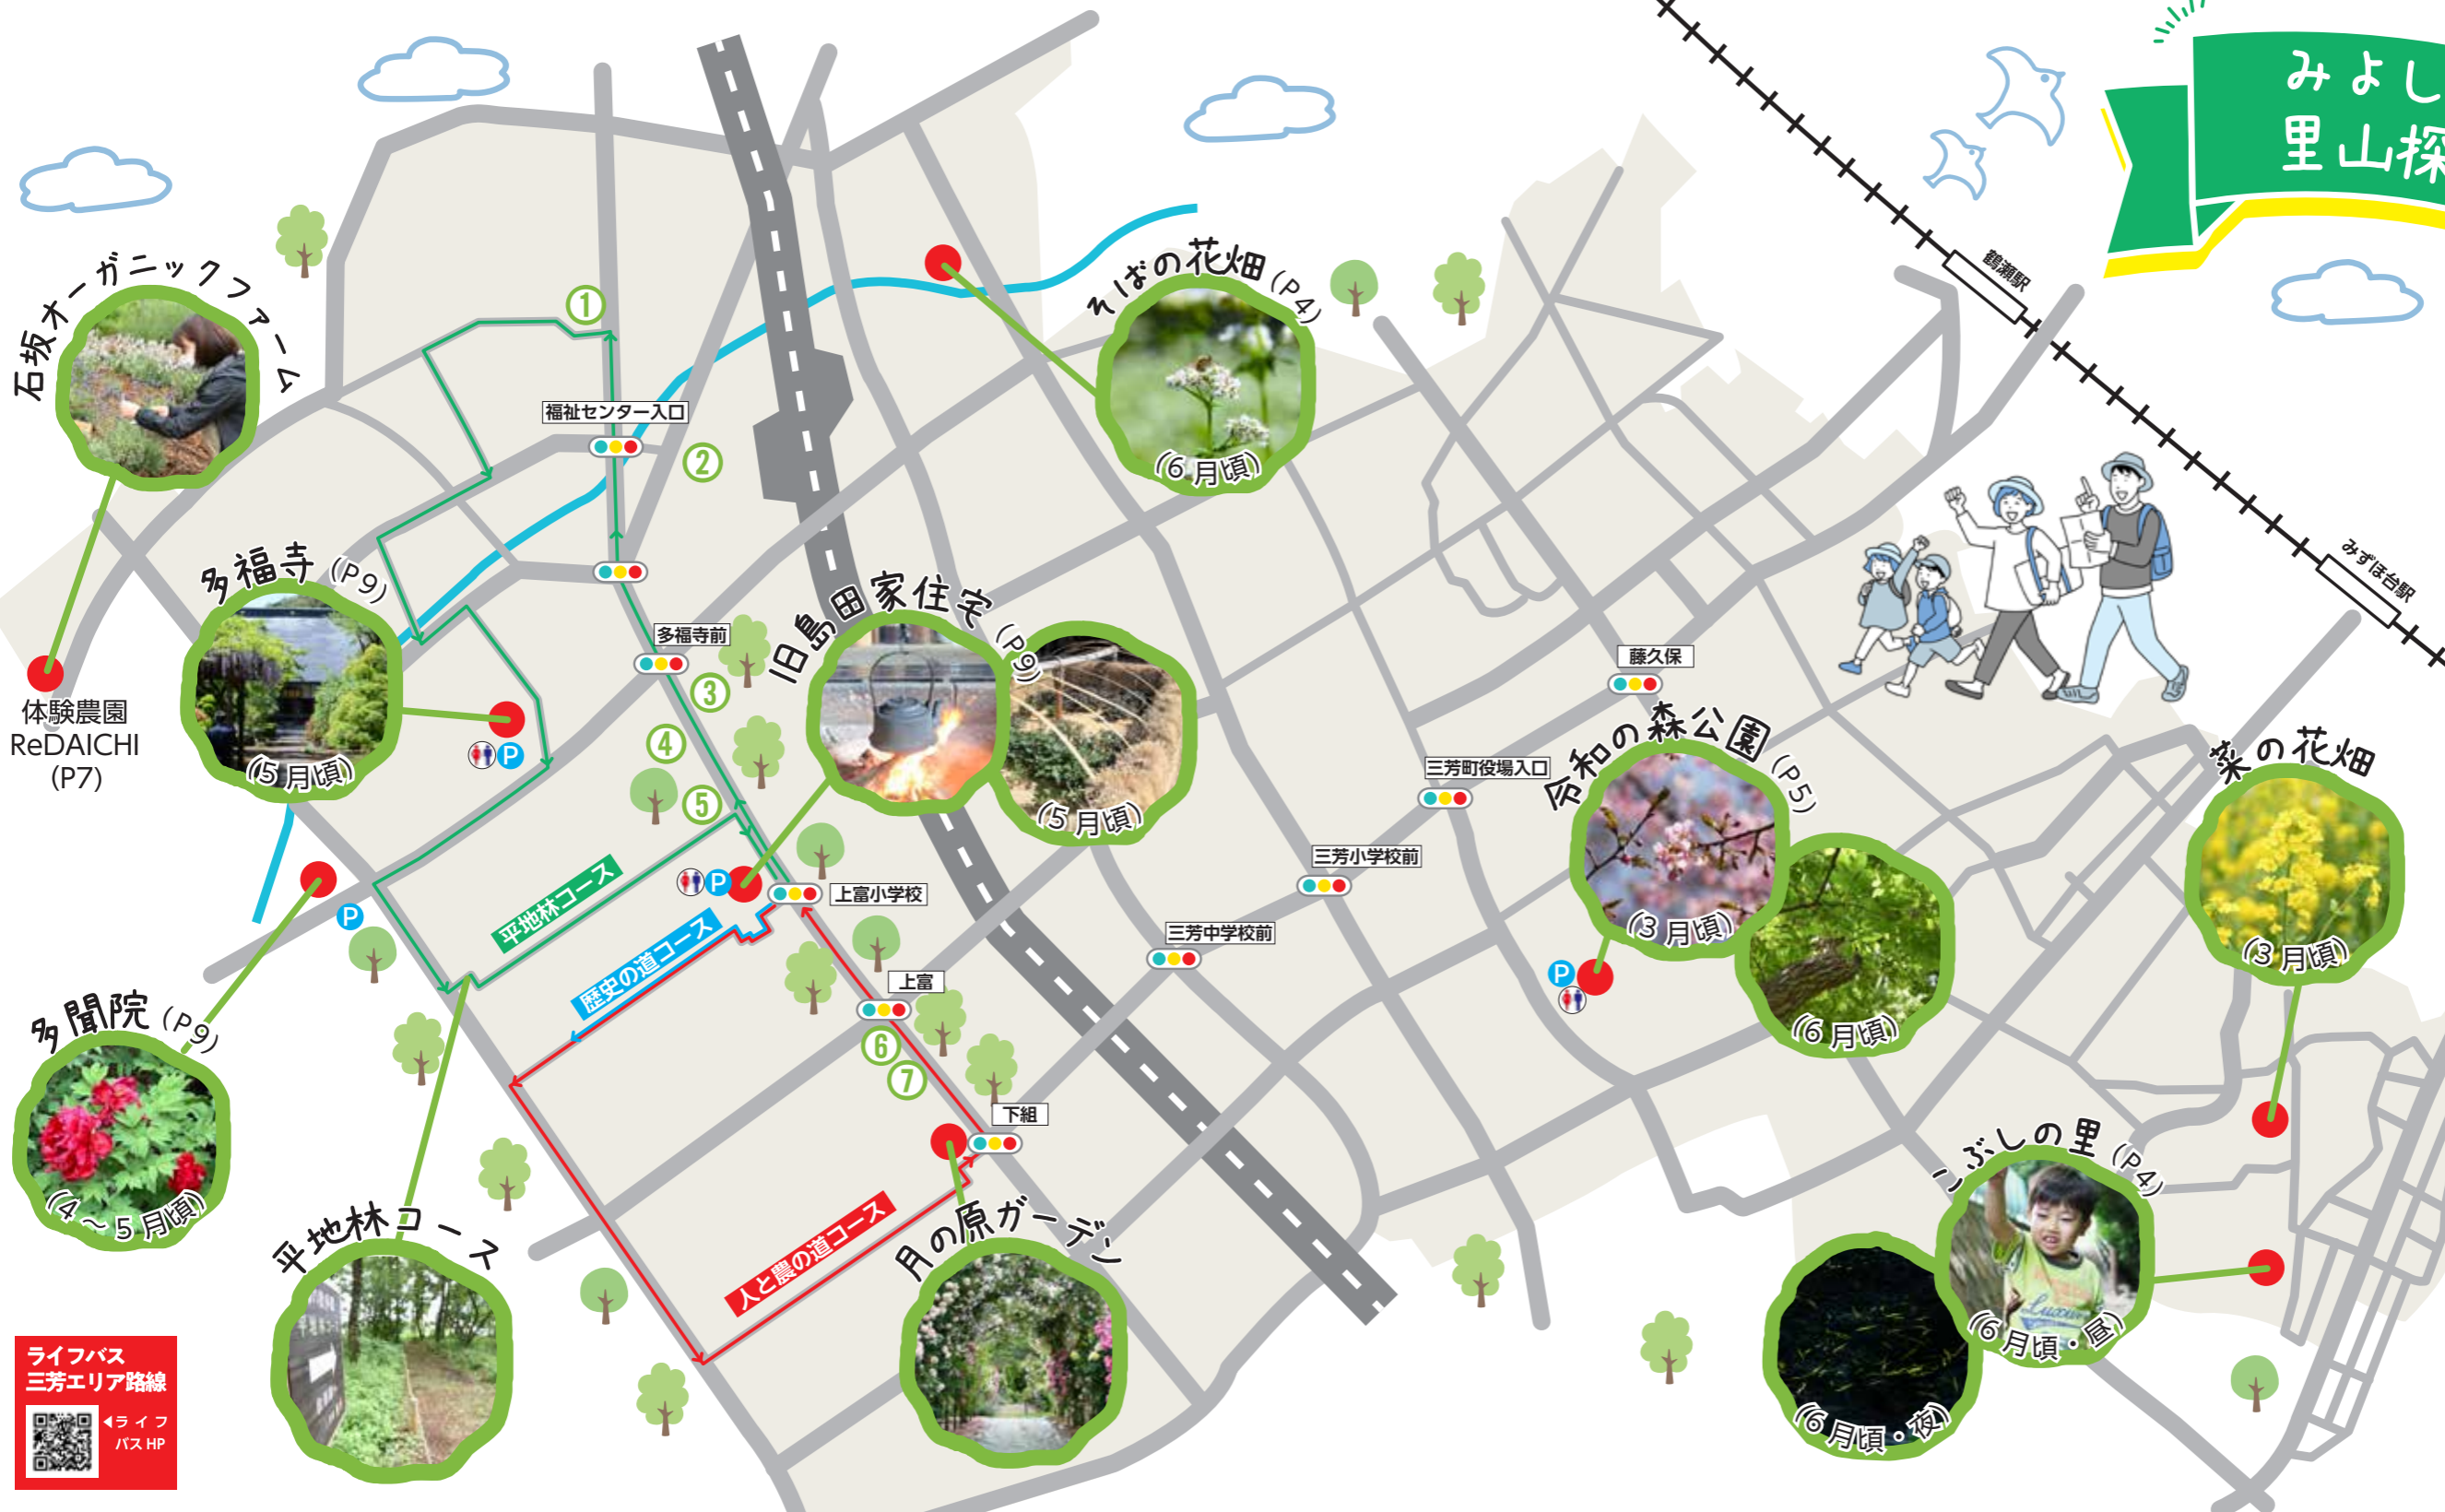 みよし
里山探
鶴瀬駅
みずほ台駅
石坂オーガニックファーム
体験農園
ReDAICHI
(P7)
そばの花畑 (P4)
(6月頃)
①
福祉センター入口
②
多福寺 (P9)
(5月頃)
P
多福寺前
③
④
⑤
旧島田家住宅 (P9)
(5月頃)
P
上富小学校
平地林コース
歴史の道コース
人と農の道コース
上富
⑥
⑦
下組
藤久保
三芳町役場入口
三芳小学校前
三芳中学校前
令和の森公園 (P5)
(3月頃)
(6月頃)
P
菜の花畑
(3月頃)
こぶしの里 (P4)
(6月頃・昼)
(6月頃・夜)
P
多聞院 (P9)
(4～5月頃)
平地林コース
月の原ガーデン
ライフバス
三芳エリア路線
◀ライフ
バスHP